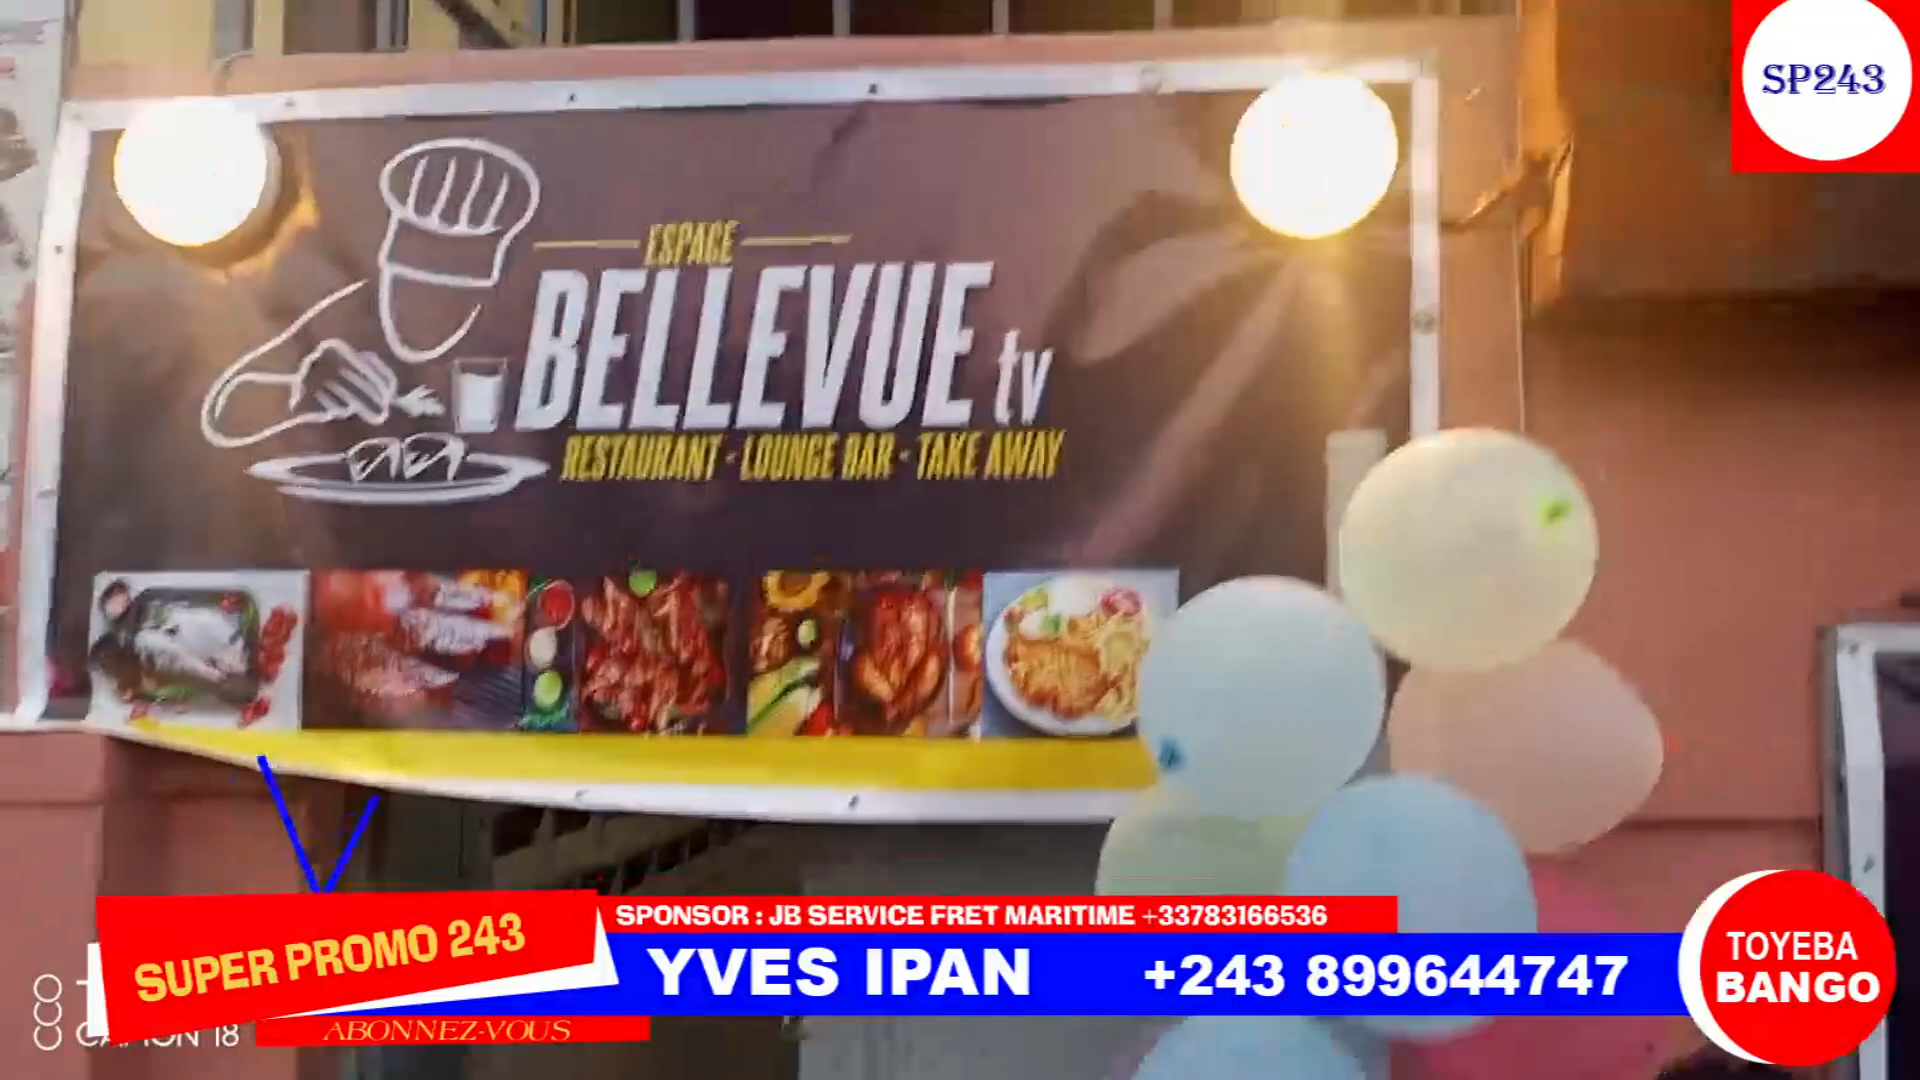 SP243
ESPACE
BELLEVUE tv
RESTAURANT · LOUNGE BAR · TAKE AWAY
SPONSOR : JB SERVICE FRET MARITIME +33783166536
SUPER PROMO 243
YVES IPAN +243 899644747
TOYEBA
BANGO
ABONNEZ-VOUS
18